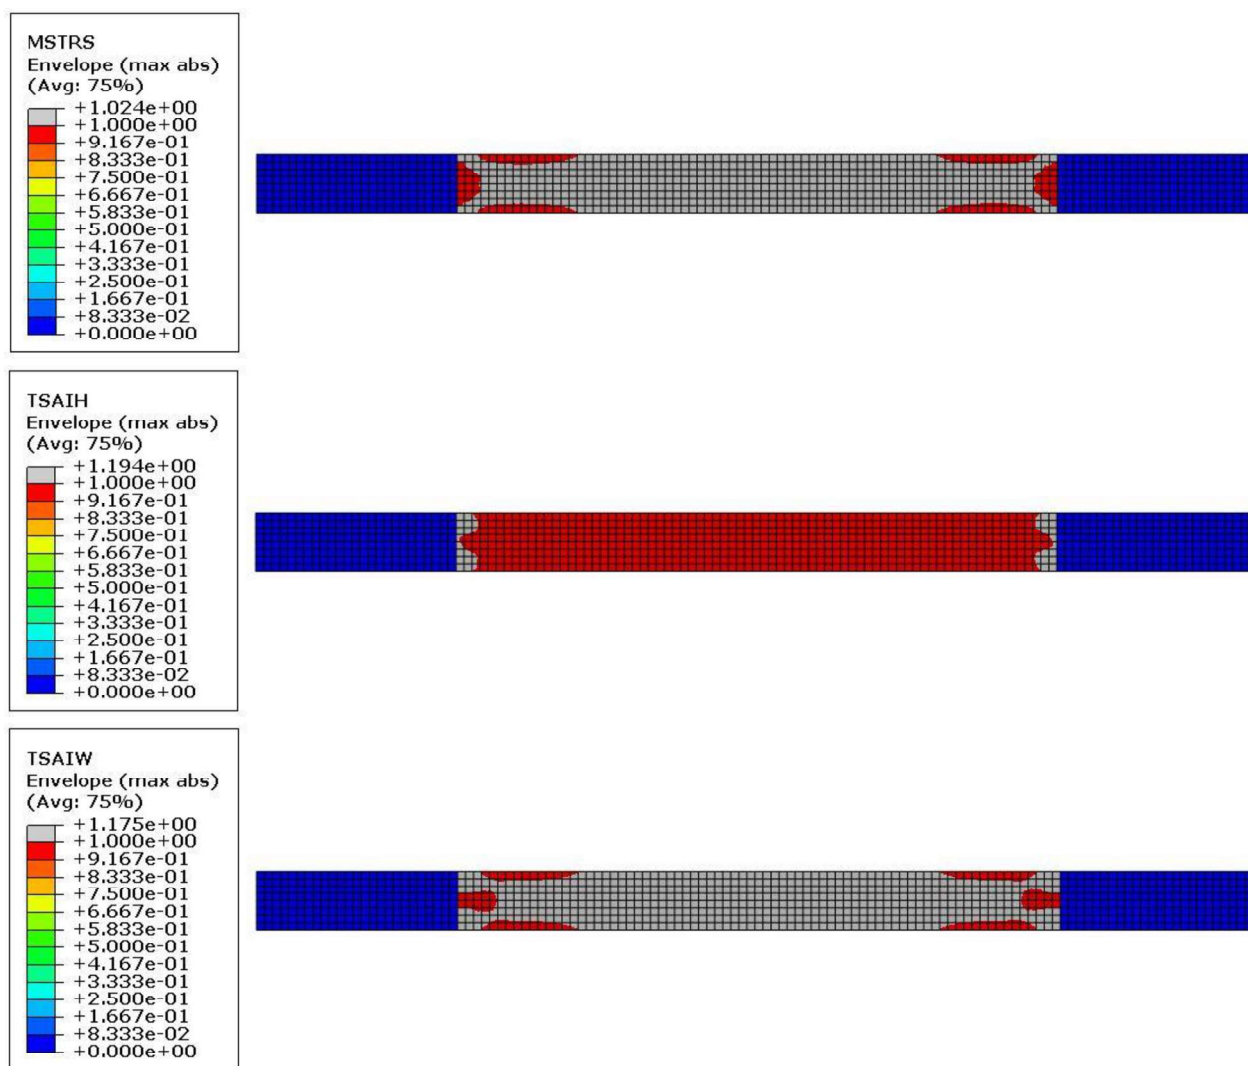 MSTRS
Envelope (max abs)
(Avg: 75%)
+1.024e+00
+1.000e+00
+9.167e-01
+8.333e-01
+7.500e-01
+6.667e-01
+5.833e-01
+5.000e-01
+4.167e-01
+3.333e-01
+2.500e-01
+1.667e-01
+8.333e-02
+0.000e+00
TSAIH
Envelope (max abs)
(Avg: 75%)
+1.194e+00
+1.000e+00
+9.167e-01
+8.333e-01
+7.500e-01
+6.667e-01
+5.833e-01
+5.000e-01
+4.167e-01
+3.333e-01
+2.500e-01
+1.667e-01
+8.333e-02
+0.000e+00
TSAIW
Envelope (max abs)
(Avg: 75%)
+1.175e+00
+1.000e+00
+9.167e-01
+8.333e-01
+7.500e-01
+6.667e-01
+5.833e-01
+5.000e-01
+4.167e-01
+3.333e-01
+2.500e-01
+1.667e-01
+8.333e-02
+0.000e+00